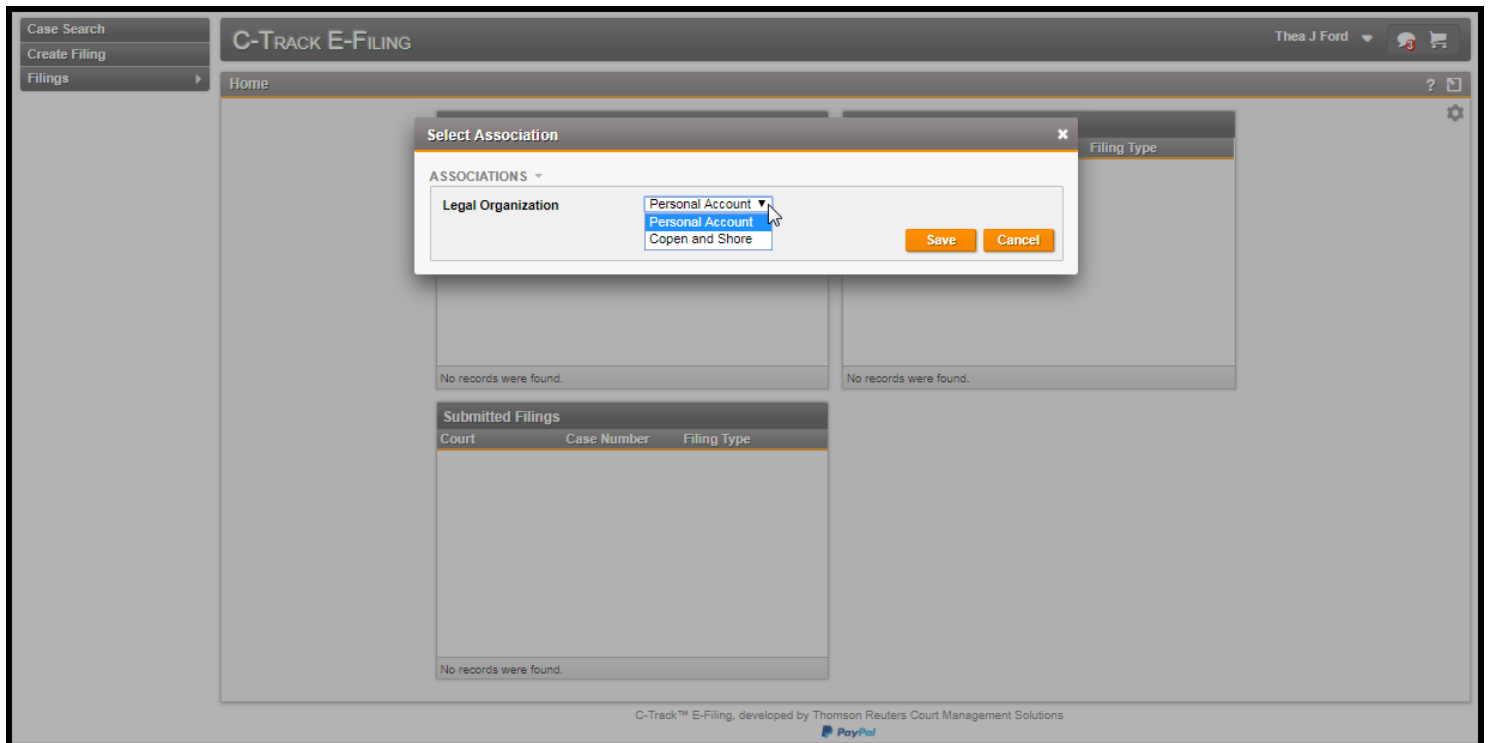 Case Search
Create Filing
Filings
C-TRACK E-FILING
Thea J Ford
3
Home
?
Select Association
Filing Type
ASSOCIATIONS
Legal Organization
Personal Account
Personal Account
Copen and Shore
Save
Cancel
No records were found.
No records were found.
Submitted Filings
Court Case Number Filing Type
No records were found.
C-Track™ E-Filing, developed by Thomson Reuters Court Management Solutions
PayPal